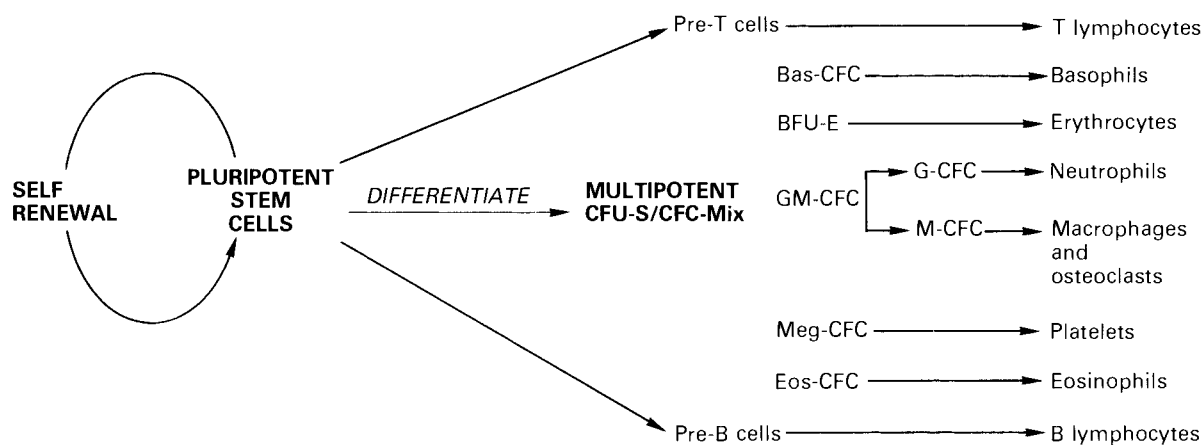 Pre-T cells
T lymphocytes
Bas-CFC
Basophils
BFU-E
Erythrocytes
SELF
RENEWAL
PLURIPOTENT
STEM
CELLS
DIFFERENTIATE
MULTIPOTENT
CFU-S/CFC-Mix
GM-CFC
G-CFC
Neutrophils
M-CFC
Macrophages
and
osteoclasts
Meg-CFC
Platelets
Eos-CFC
Eosinophils
Pre-B cells
B lymphocytes